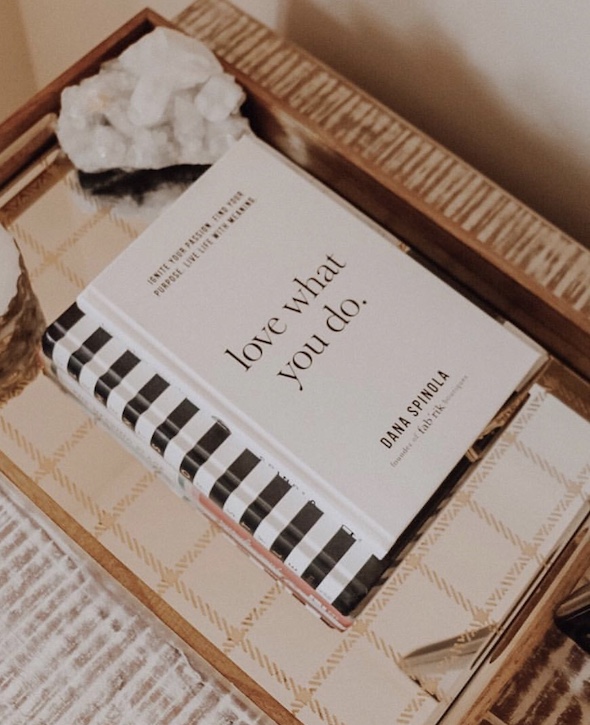 IGNITE YOUR PASSION. FIND YOUR
PURPOSE. LIVE LIFE WITH MEANING.
love what
you do.
DANA SPINOLA
founder of fab'rik boutiques